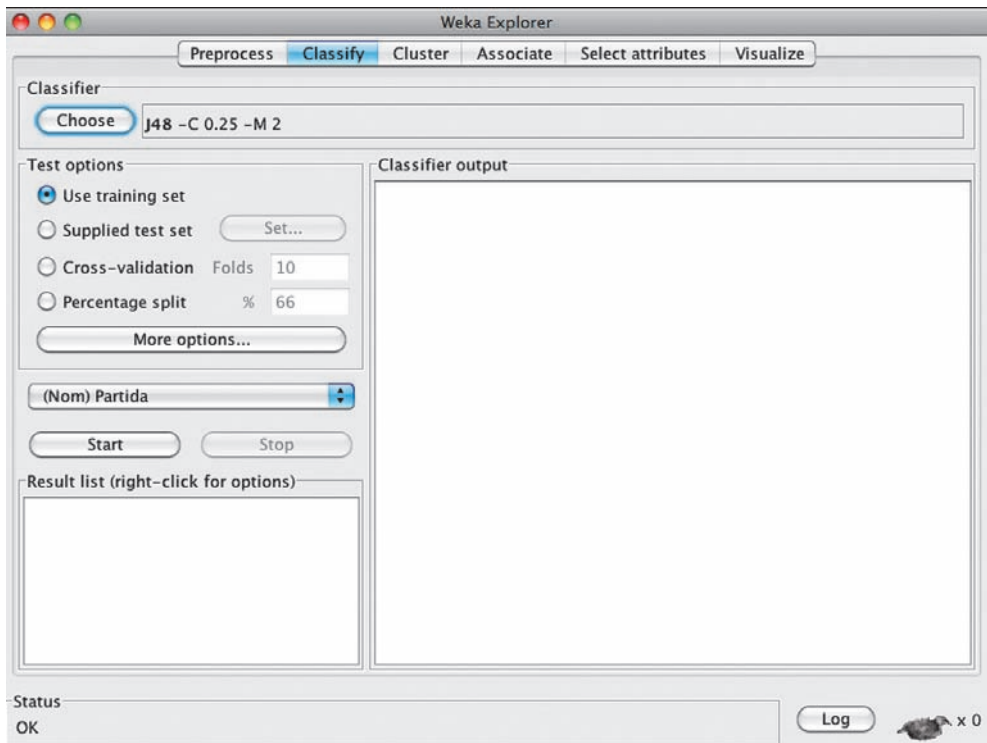 Weka Explorer
Preprocess Classify Cluster Associate Select attributes Visualize
Classifier
Choose J48 -C 0.25 -M 2
Test options
Use training set
Supplied test set Set...
Cross-validation Folds 10
Percentage split % 66
More options...
(Nom) Partida
Start Stop
Result list (right-click for options)
Classifier output
Status
OK
Log x 0